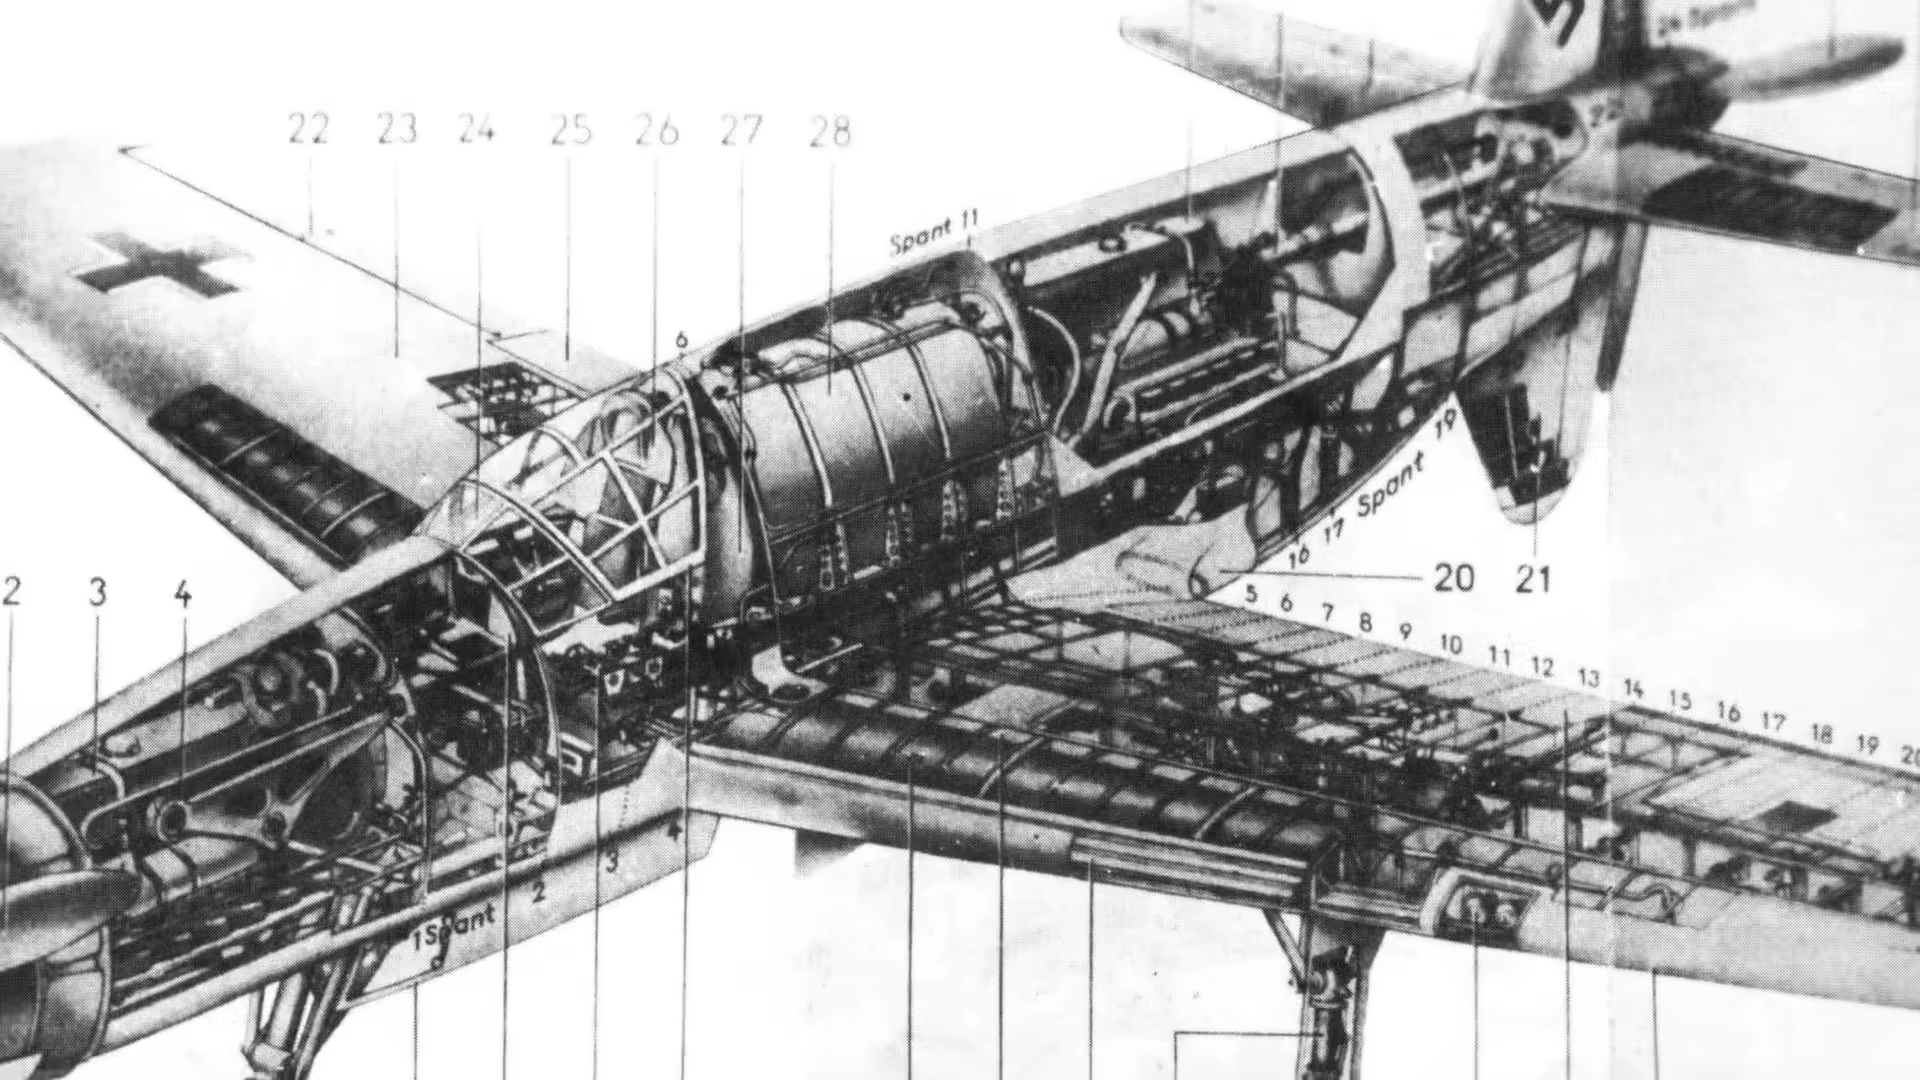 22 23 24 25 26 27 28
Spant 11
6
19
Spant
17
16
20 21
2 3 4
5 6 7 8 9 10 11 12 13 14 15 16 17 18 19 20
4
3
2
1 Spant